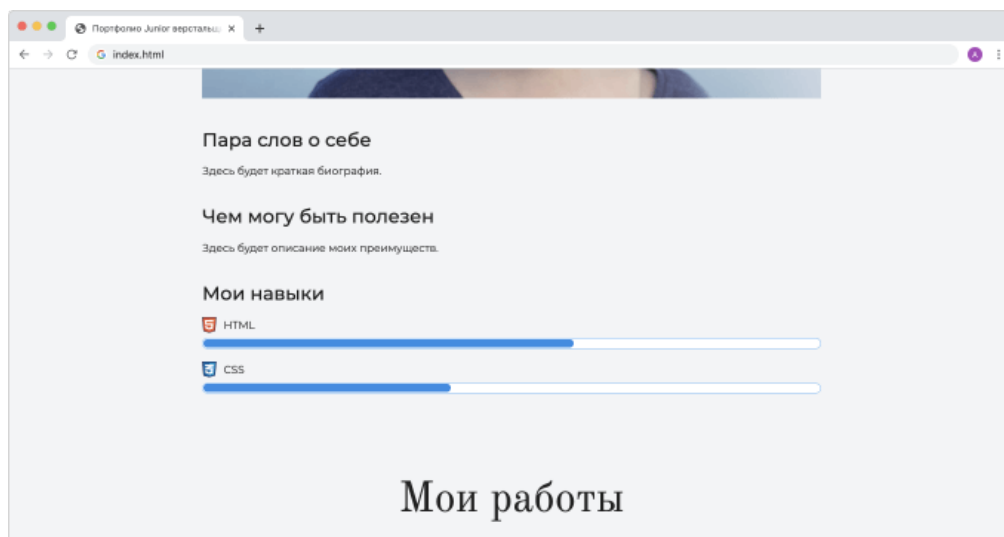 Портфолио Junior верстальщ
index.html
Пара слов о себе
Здесь будет краткая биография.
Чем могу быть полезен
Здесь будет описание моих преимуществ.
Мои навыки
HTML
CSS
Мои работы